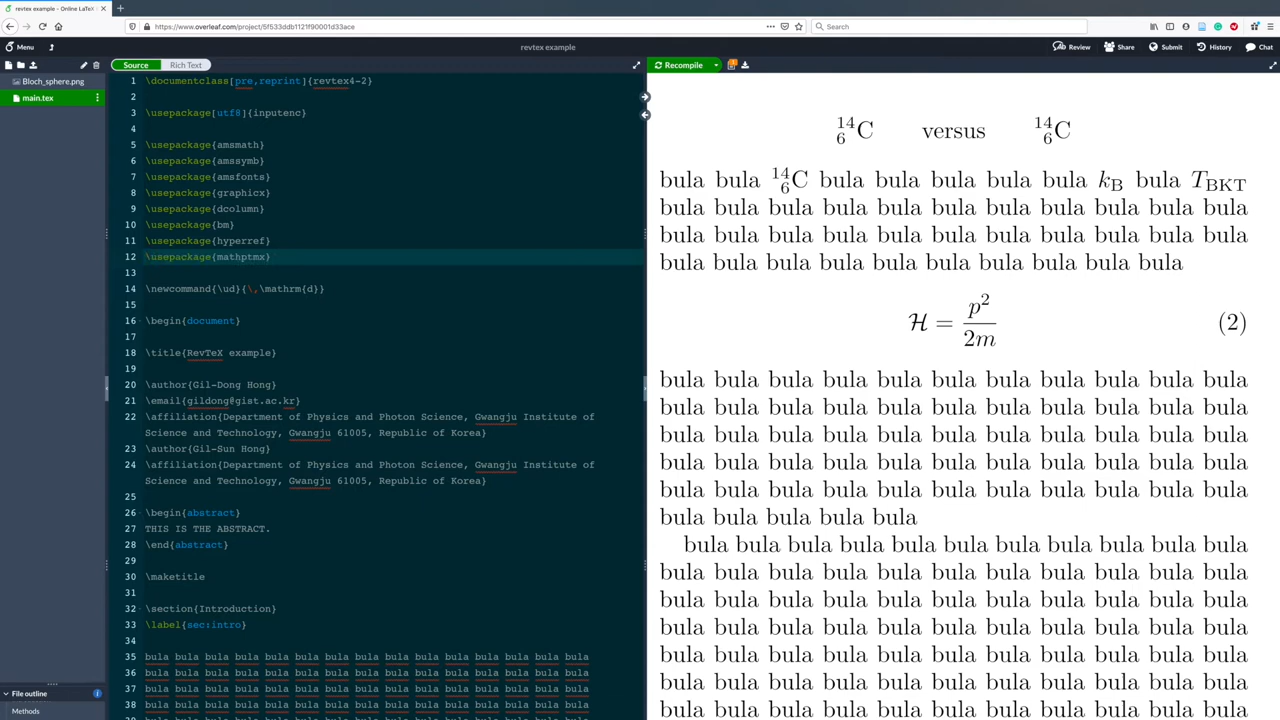 revtex example - Online LaTeX
https://www.overleaf.com/project/5f533ddb1121f90001d33ace
Search
Menu
revtex example
Review
Share
Submit
History
Chat
Source
Rich Text
Recompile
Bloch_sphere.png
main.tex
1 \documentclass[pre,reprint]{revtex4-2}
2
3 \usepackage[utf8]{inputenc}
4
5 \usepackage{amsmath}
6 \usepackage{amssymb}
7 \usepackage{amsfonts}
8 \usepackage{graphicx}
9 \usepackage{dcolumn}
10 \usepackage{bm}
11 \usepackage{hyperref}
12 \usepackage{mathptmx}
13
14 \newcommand{\ud}{\,\mathrm{d}}
15
16 \begin{document}
17
18 \title{RevTeX example}
19
20 \author{Gil-Dong Hong}
21 \email{gildong@gist.ac.kr}
22 \affiliation{Department of Physics and Photon Science, Gwangju Institute of
Science and Technology, Gwangju 61005, Republic of Korea}
23 \author{Gil-Sun Hong}
24 \affiliation{Department of Physics and Photon Science, Gwangju Institute of
Science and Technology, Gwangju 61005, Republic of Korea}
25
26 \begin{abstract}
27 THIS IS THE ABSTRACT.
28 \end{abstract}
29
30 \maketitle
31
32 \section{Introduction}
33 \label{sec:intro}
34
35 bula bula bula bula bula bula bula bula bula bula bula bula bula bula bula
36 bula bula bula bula bula bula bula bula bula bula bula bula bula bula bula
37 bula bula bula bula bula bula bula bula bula bula bula bula bula bula bula
38 bula bula bula bula bula bula bula bula bula bula bula bula bula bula bula
File outline
Methods
¹⁴₆C versus ¹⁴₆C
bula bula ¹⁴₆C bula bula bula bula bula k_B bula T_BKT
bula bula bula bula bula bula bula bula bula bula bula
bula bula bula bula bula bula bula bula bula bula bula
bula bula bula bula bula bula bula bula bula bula
ℋ = p²/2m (2)
bula bula bula bula bula bula bula bula bula bula bula
bula bula bula bula bula bula bula bula bula bula bula
bula bula bula bula bula bula bula bula bula bula bula
bula bula bula bula bula bula bula bula bula bula bula
bula bula bula bula bula bula bula bula bula bula bula
bula bula bula bula bula
bula bula bula bula bula bula bula bula bula bula bula
bula bula bula bula bula bula bula bula bula bula bula
bula bula bula bula bula bula bula bula bula bula bula
bula bula bula bula bula bula bula bula bula bula bula
bula bula bula bula bula bula bula bula bula bula bula
bula bula bula bula bula bula bula bula bula bula bula
bula bula bula bula bula bula bula bula bula bula bula